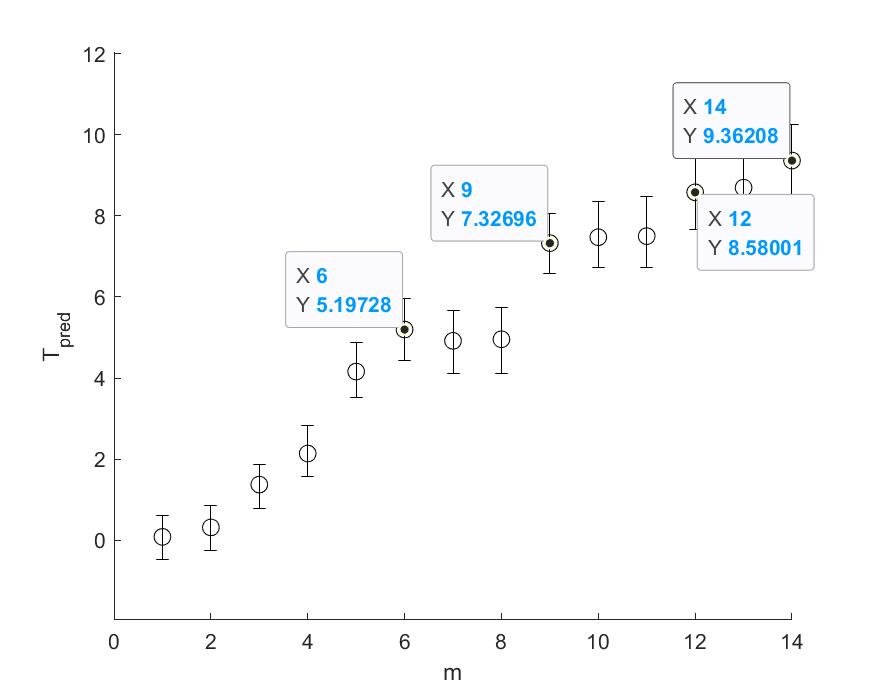 12
10
8
6
4
2
0
T_pred
X 14
Y 9.36208
X 9
Y 7.32696
X 12
Y 8.58001
X 6
Y 5.19728
0 2 4 6 8 10 12 14
m